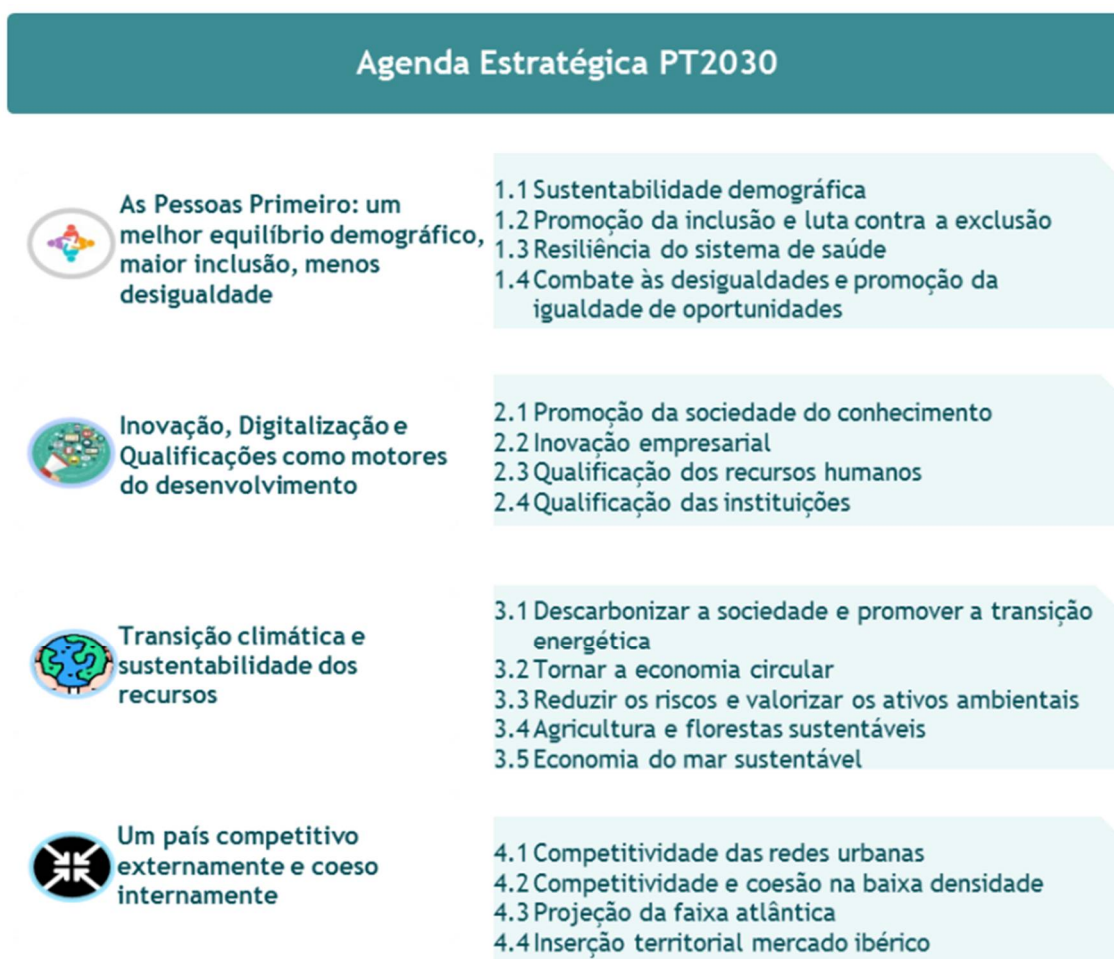 Agenda Estratégica PT2030
As Pessoas Primeiro: um
melhor equilíbrio demográfico,
maior inclusão, menos
desigualdade
1.1 Sustentabilidade demográfica
1.2 Promoção da inclusão e luta contra a exclusão
1.3 Resiliência do sistema de saúde
1.4 Combate às desigualdades e promoção da
igualdade de oportunidades
Inovação, Digitalização e
Qualificações como motores
do desenvolvimento
2.1 Promoção da sociedade do conhecimento
2.2 Inovação empresarial
2.3 Qualificação dos recursos humanos
2.4 Qualificação das instituições
Transição climática e
sustentabilidade dos
recursos
3.1 Descarbonizar a sociedade e promover a transição
energética
3.2 Tornar a economia circular
3.3 Reduzir os riscos e valorizar os ativos ambientais
3.4 Agricultura e florestas sustentáveis
3.5 Economia do mar sustentável
Um país competitivo
externamente e coeso
internamente
4.1 Competitividade das redes urbanas
4.2 Competitividade e coesão na baixa densidade
4.3 Projeção da faixa atlântica
4.4 Inserção territorial mercado ibérico